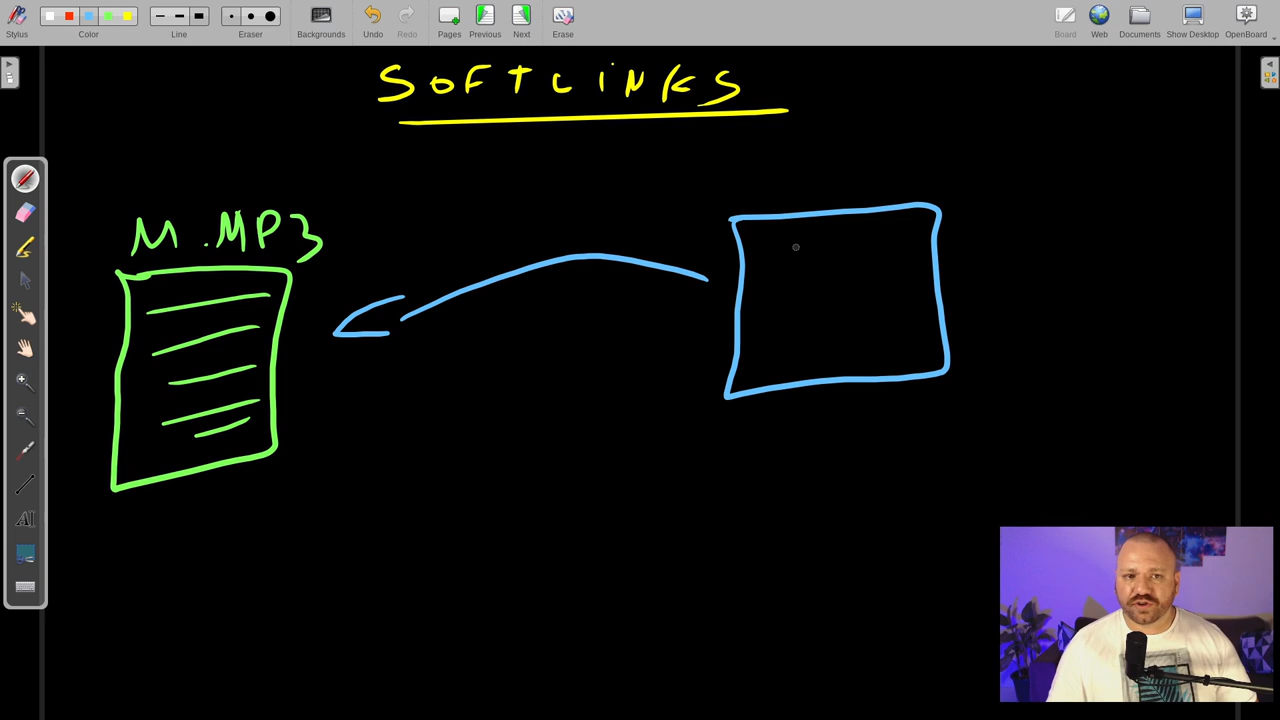 Stylus Color Line Eraser Backgrounds Undo Redo Pages Previous Next Erase Board Web Documents Show Desktop OpenBoard
SOFTLINKS
M.MP3
AI